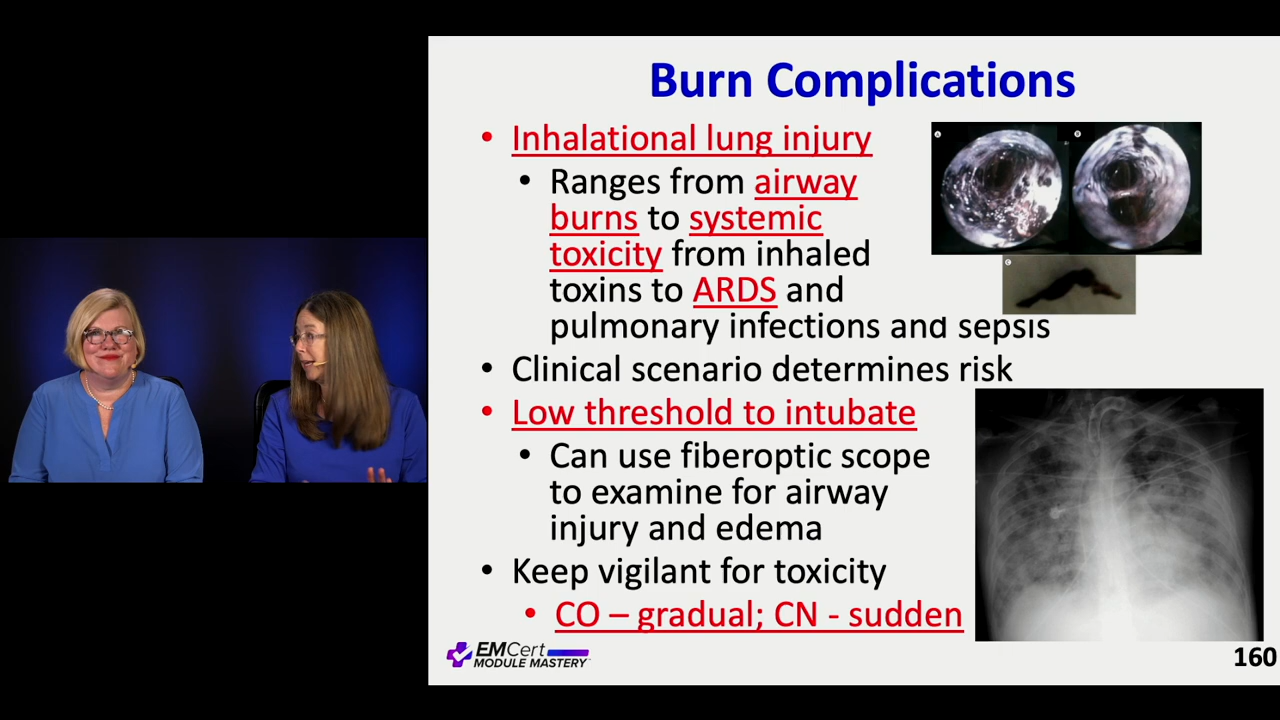 Burn Complications
• Inhalational lung injury
• Ranges from airway
burns to systemic
toxicity from inhaled
toxins to ARDS and
pulmonary infections and sepsis
• Clinical scenario determines risk
• Low threshold to intubate
• Can use fiberoptic scope
to examine for airway
injury and edema
• Keep vigilant for toxicity
• CO – gradual; CN - sudden
EMCert
MODULE MASTERY
160